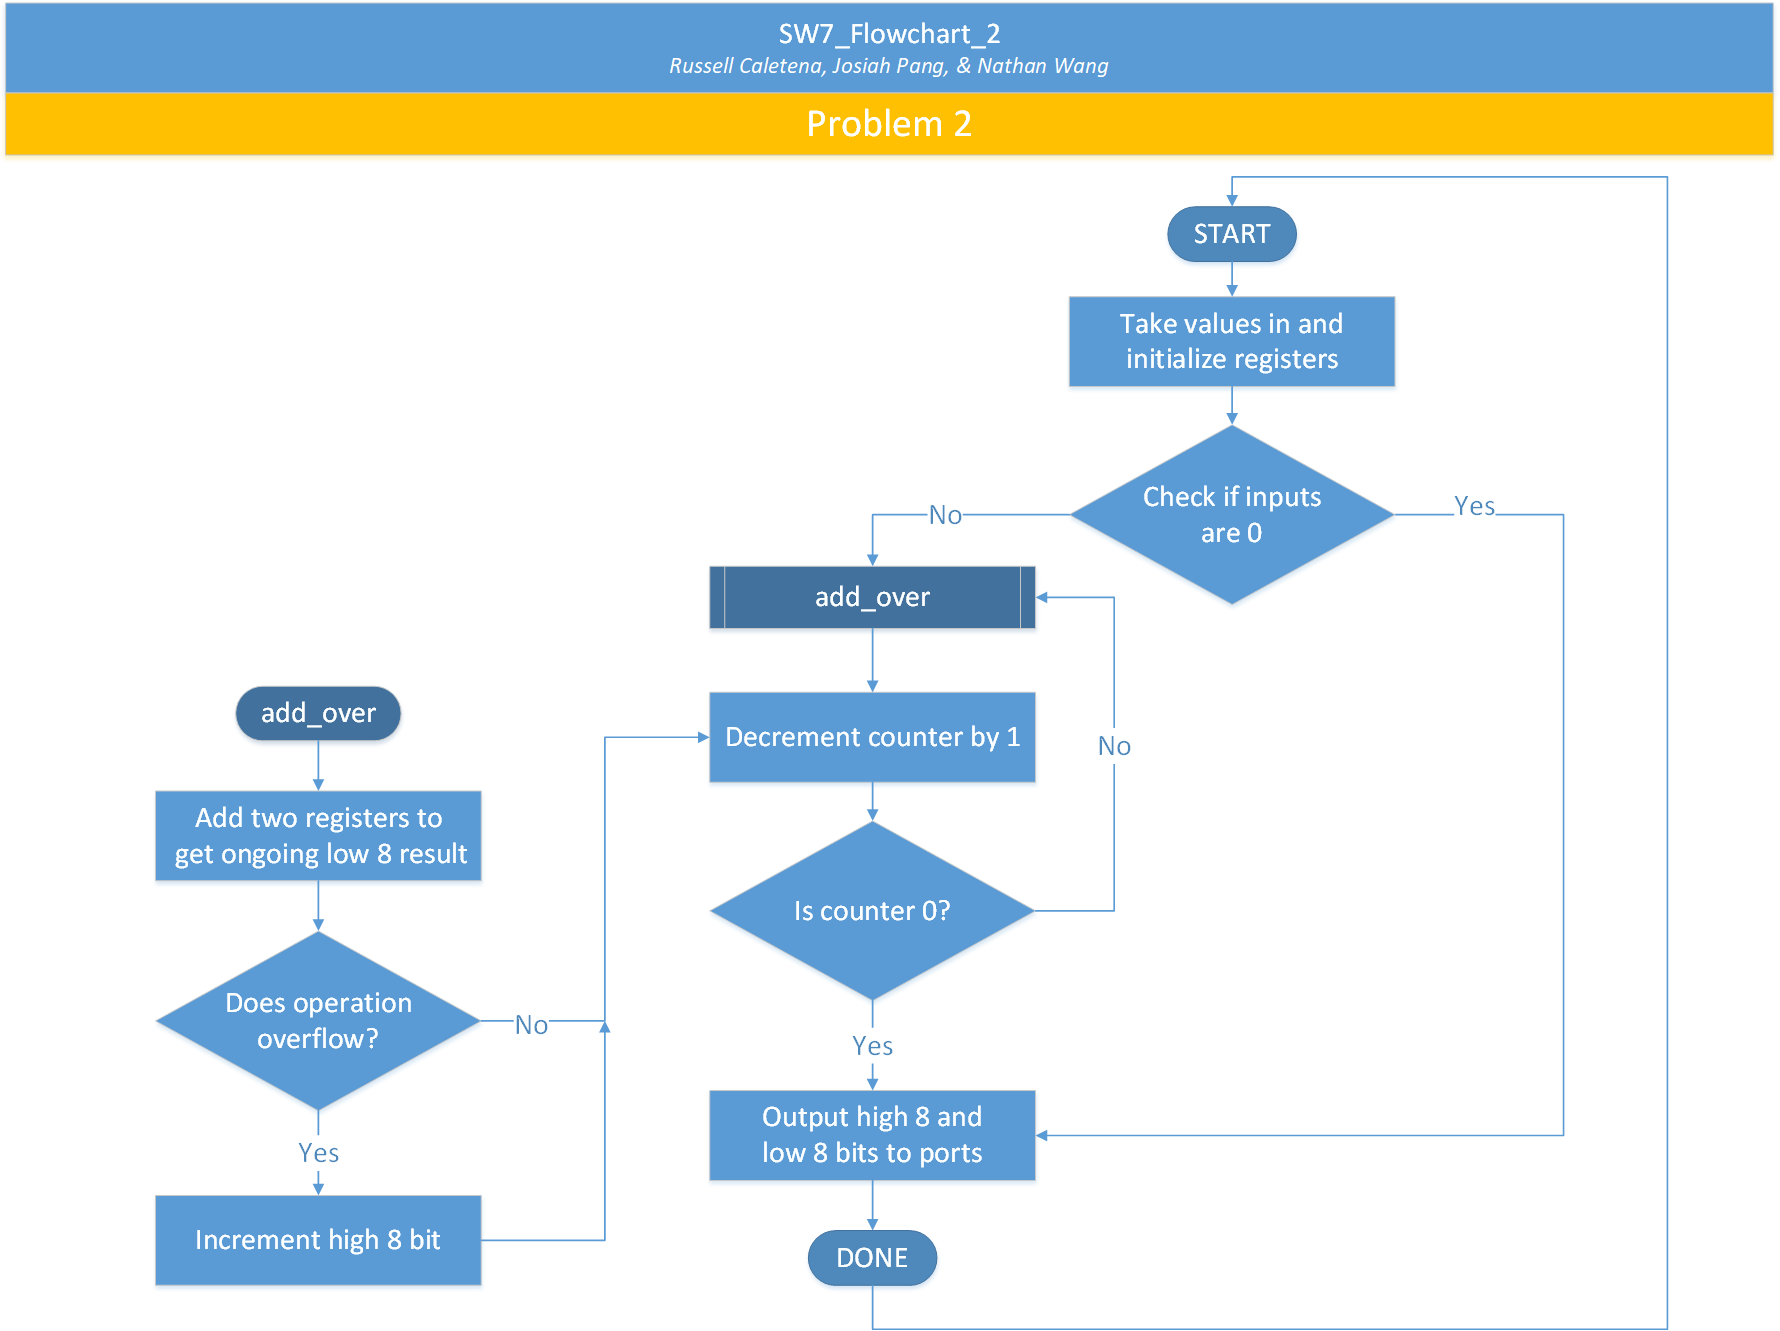 SW7_Flowchart_2
Russell Caletena, Josiah Pang, & Nathan Wang
Problem 2
START
Take values in and
initialize registers
Check if inputs
are 0
No
Yes
add_over
Decrement counter by 1
No
Is counter 0?
Yes
Output high 8 and
low 8 bits to ports
DONE
add_over
Add two registers to
get ongoing low 8 result
Does operation
overflow?
No
Yes
Increment high 8 bit